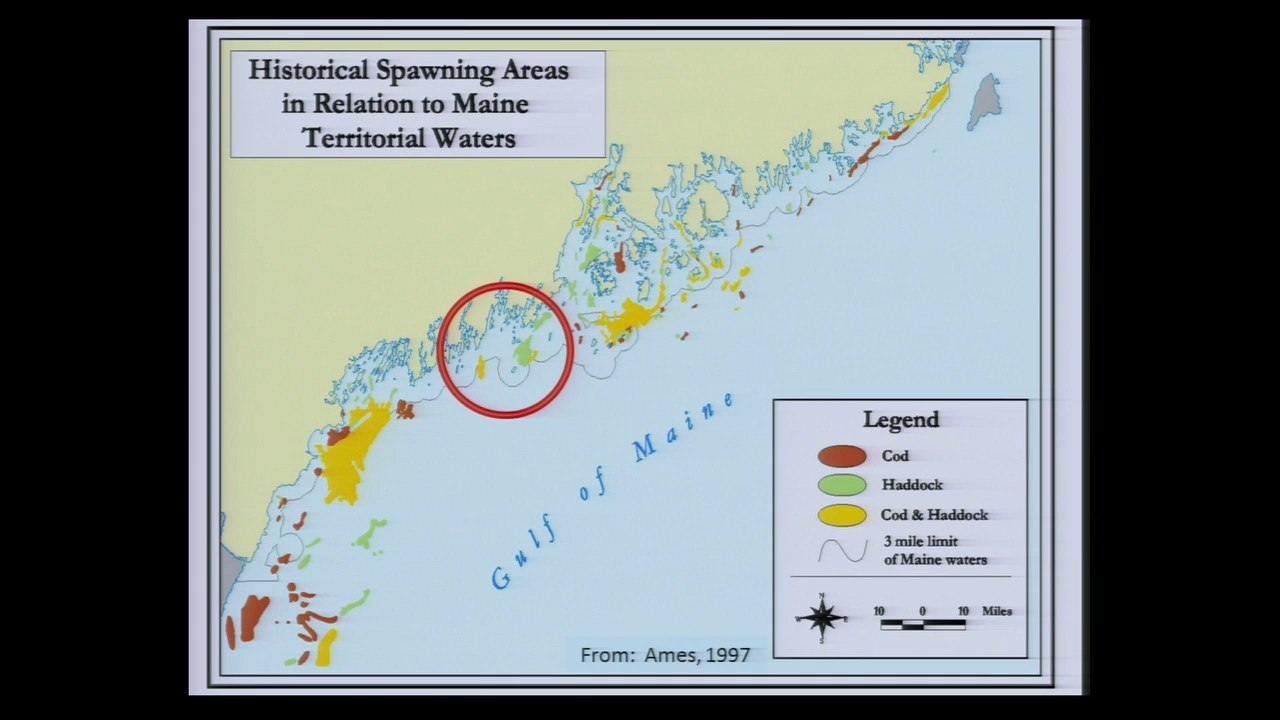 Historical Spawning Areas
in Relation to Maine
Territorial Waters
Gulf of Maine
Legend
Cod
Haddock
Cod & Haddock
3 mile limit
of Maine waters
N
W E
S
10 0 10 Miles
From: Ames, 1997